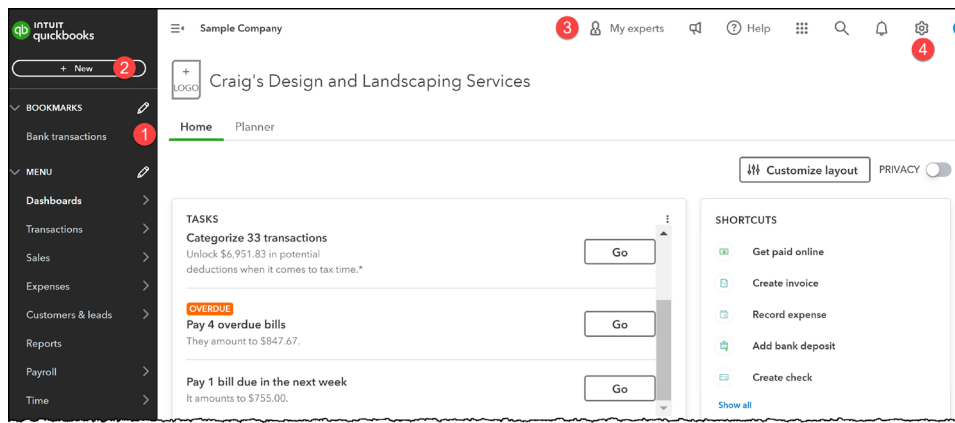 qb INTUIT
quickbooks
+ New
2
BOOKMARKS
Bank transactions
1
MENU
Dashboards
Transactions
Sales
Expenses
Customers & leads
Reports
Payroll
Time
Sample Company
3
My experts
? Help
4
+
LOGO
Craig's Design and Landscaping Services
Home
Planner
Customize layout
PRIVACY
TASKS
Categorize 33 transactions
Unlock $6,951.83 in potential
deductions when it comes to tax time.*
Go
OVERDUE
Pay 4 overdue bills
They amount to $847.67.
Go
Pay 1 bill due in the next week
It amounts to $755.00.
Go
SHORTCUTS
Get paid online
Create invoice
Record expense
Add bank deposit
Create check
Show all